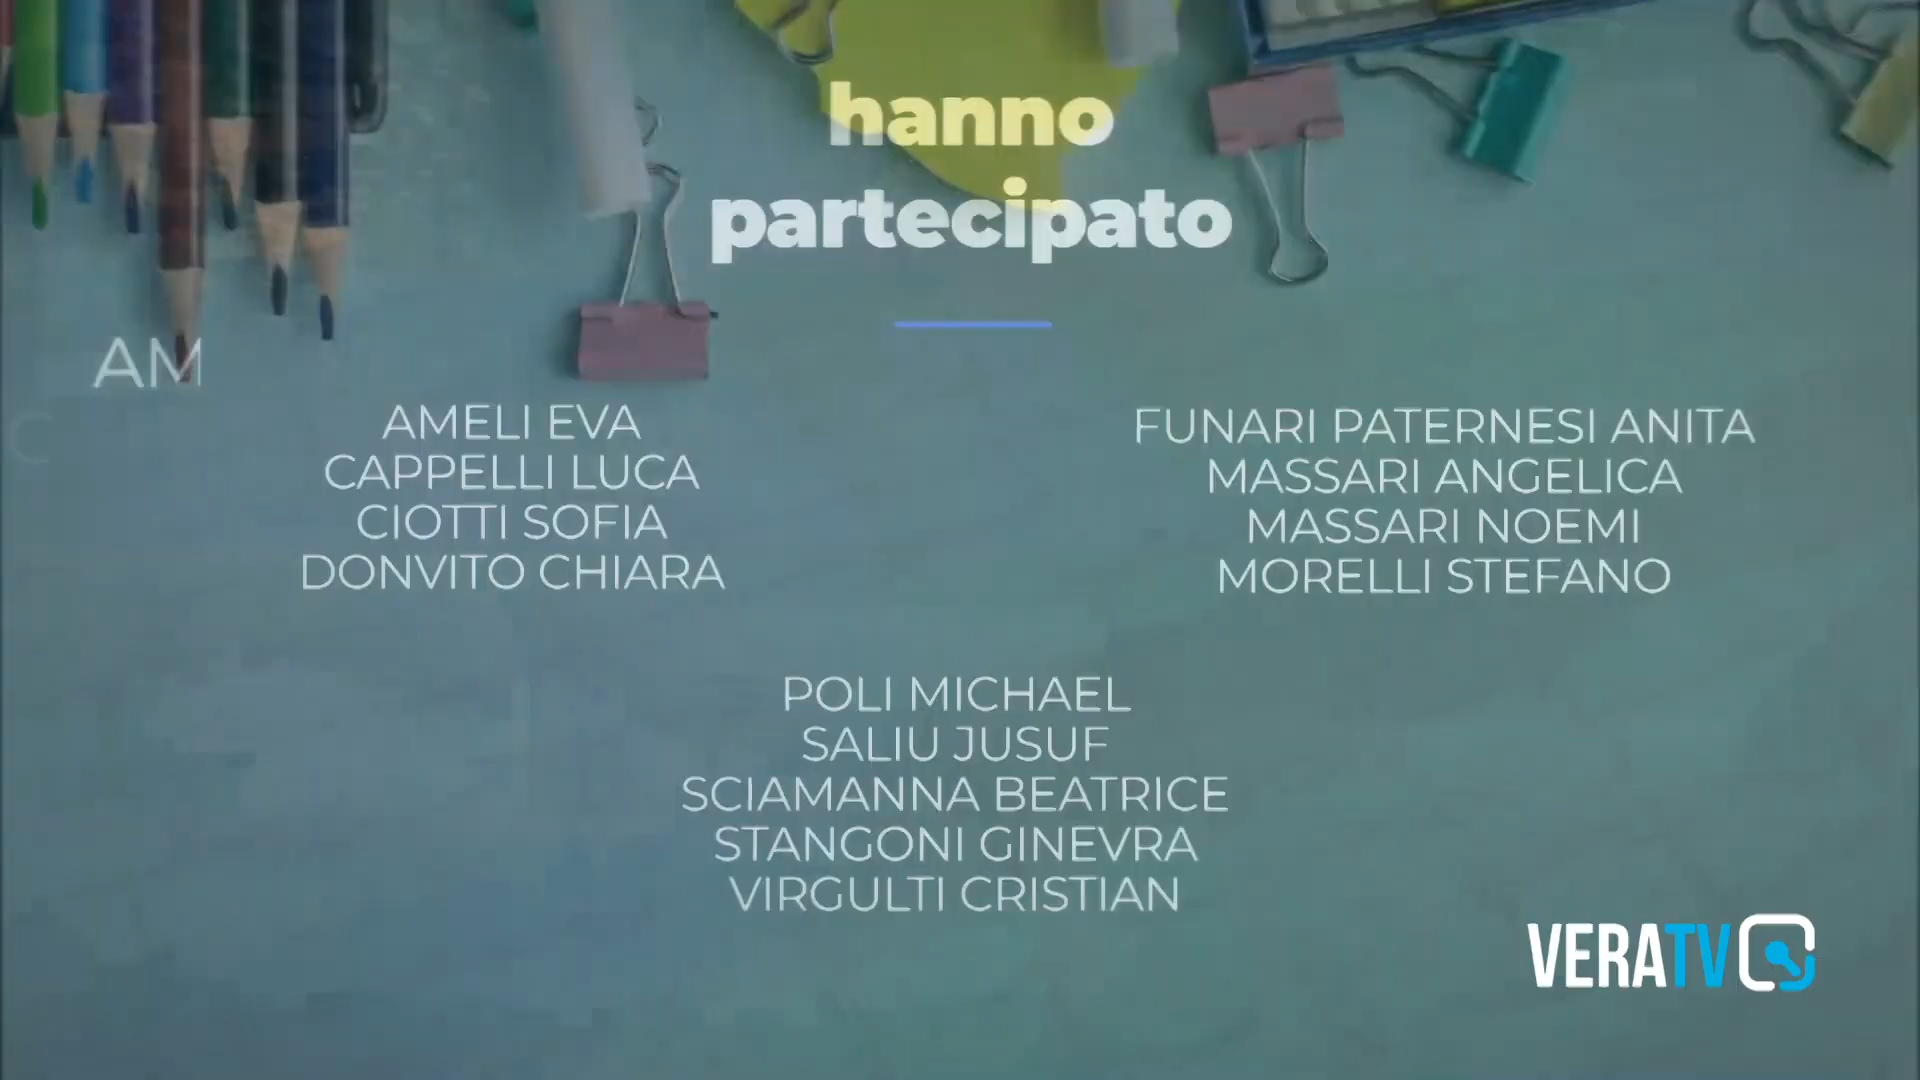 hanno
partecipato
AM
C
AMELI EVA
CAPPELLI LUCA
CIOTTI SOFIA
DONVITO CHIARA
FUNARI PATERNESI ANITA
MASSARI ANGELICA
MASSARI NOEMI
MORELLI STEFANO
POLI MICHAEL
SALIU JUSUF
SCIAMANNA BEATRICE
STANGONI GINEVRA
VIRGULTI CRISTIAN
VERATV